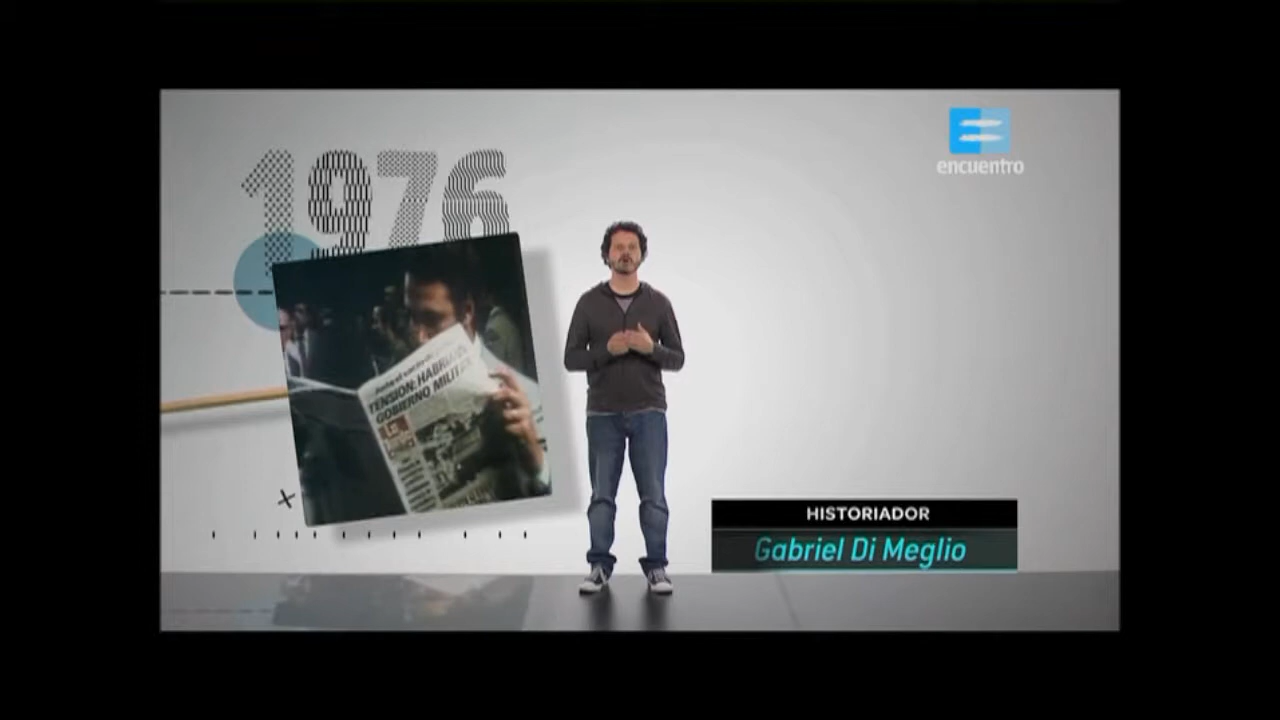 1976
encuentro
TENSION: HABRIA
GOBIERNO MILIT
HISTORIADOR
Gabriel Di Meglio